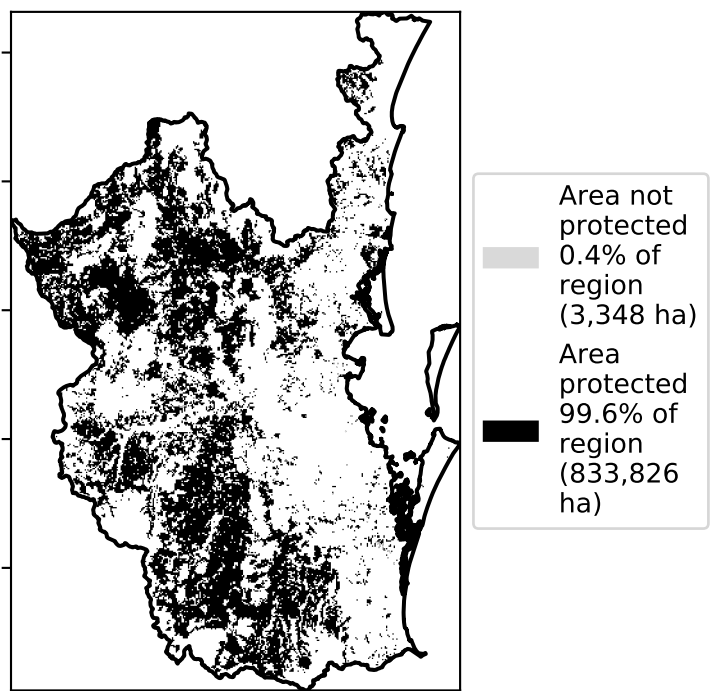 Area not
protected
0.4% of
region
(3,348 ha)
Area
protected
99.6% of
region
(833,826
ha)